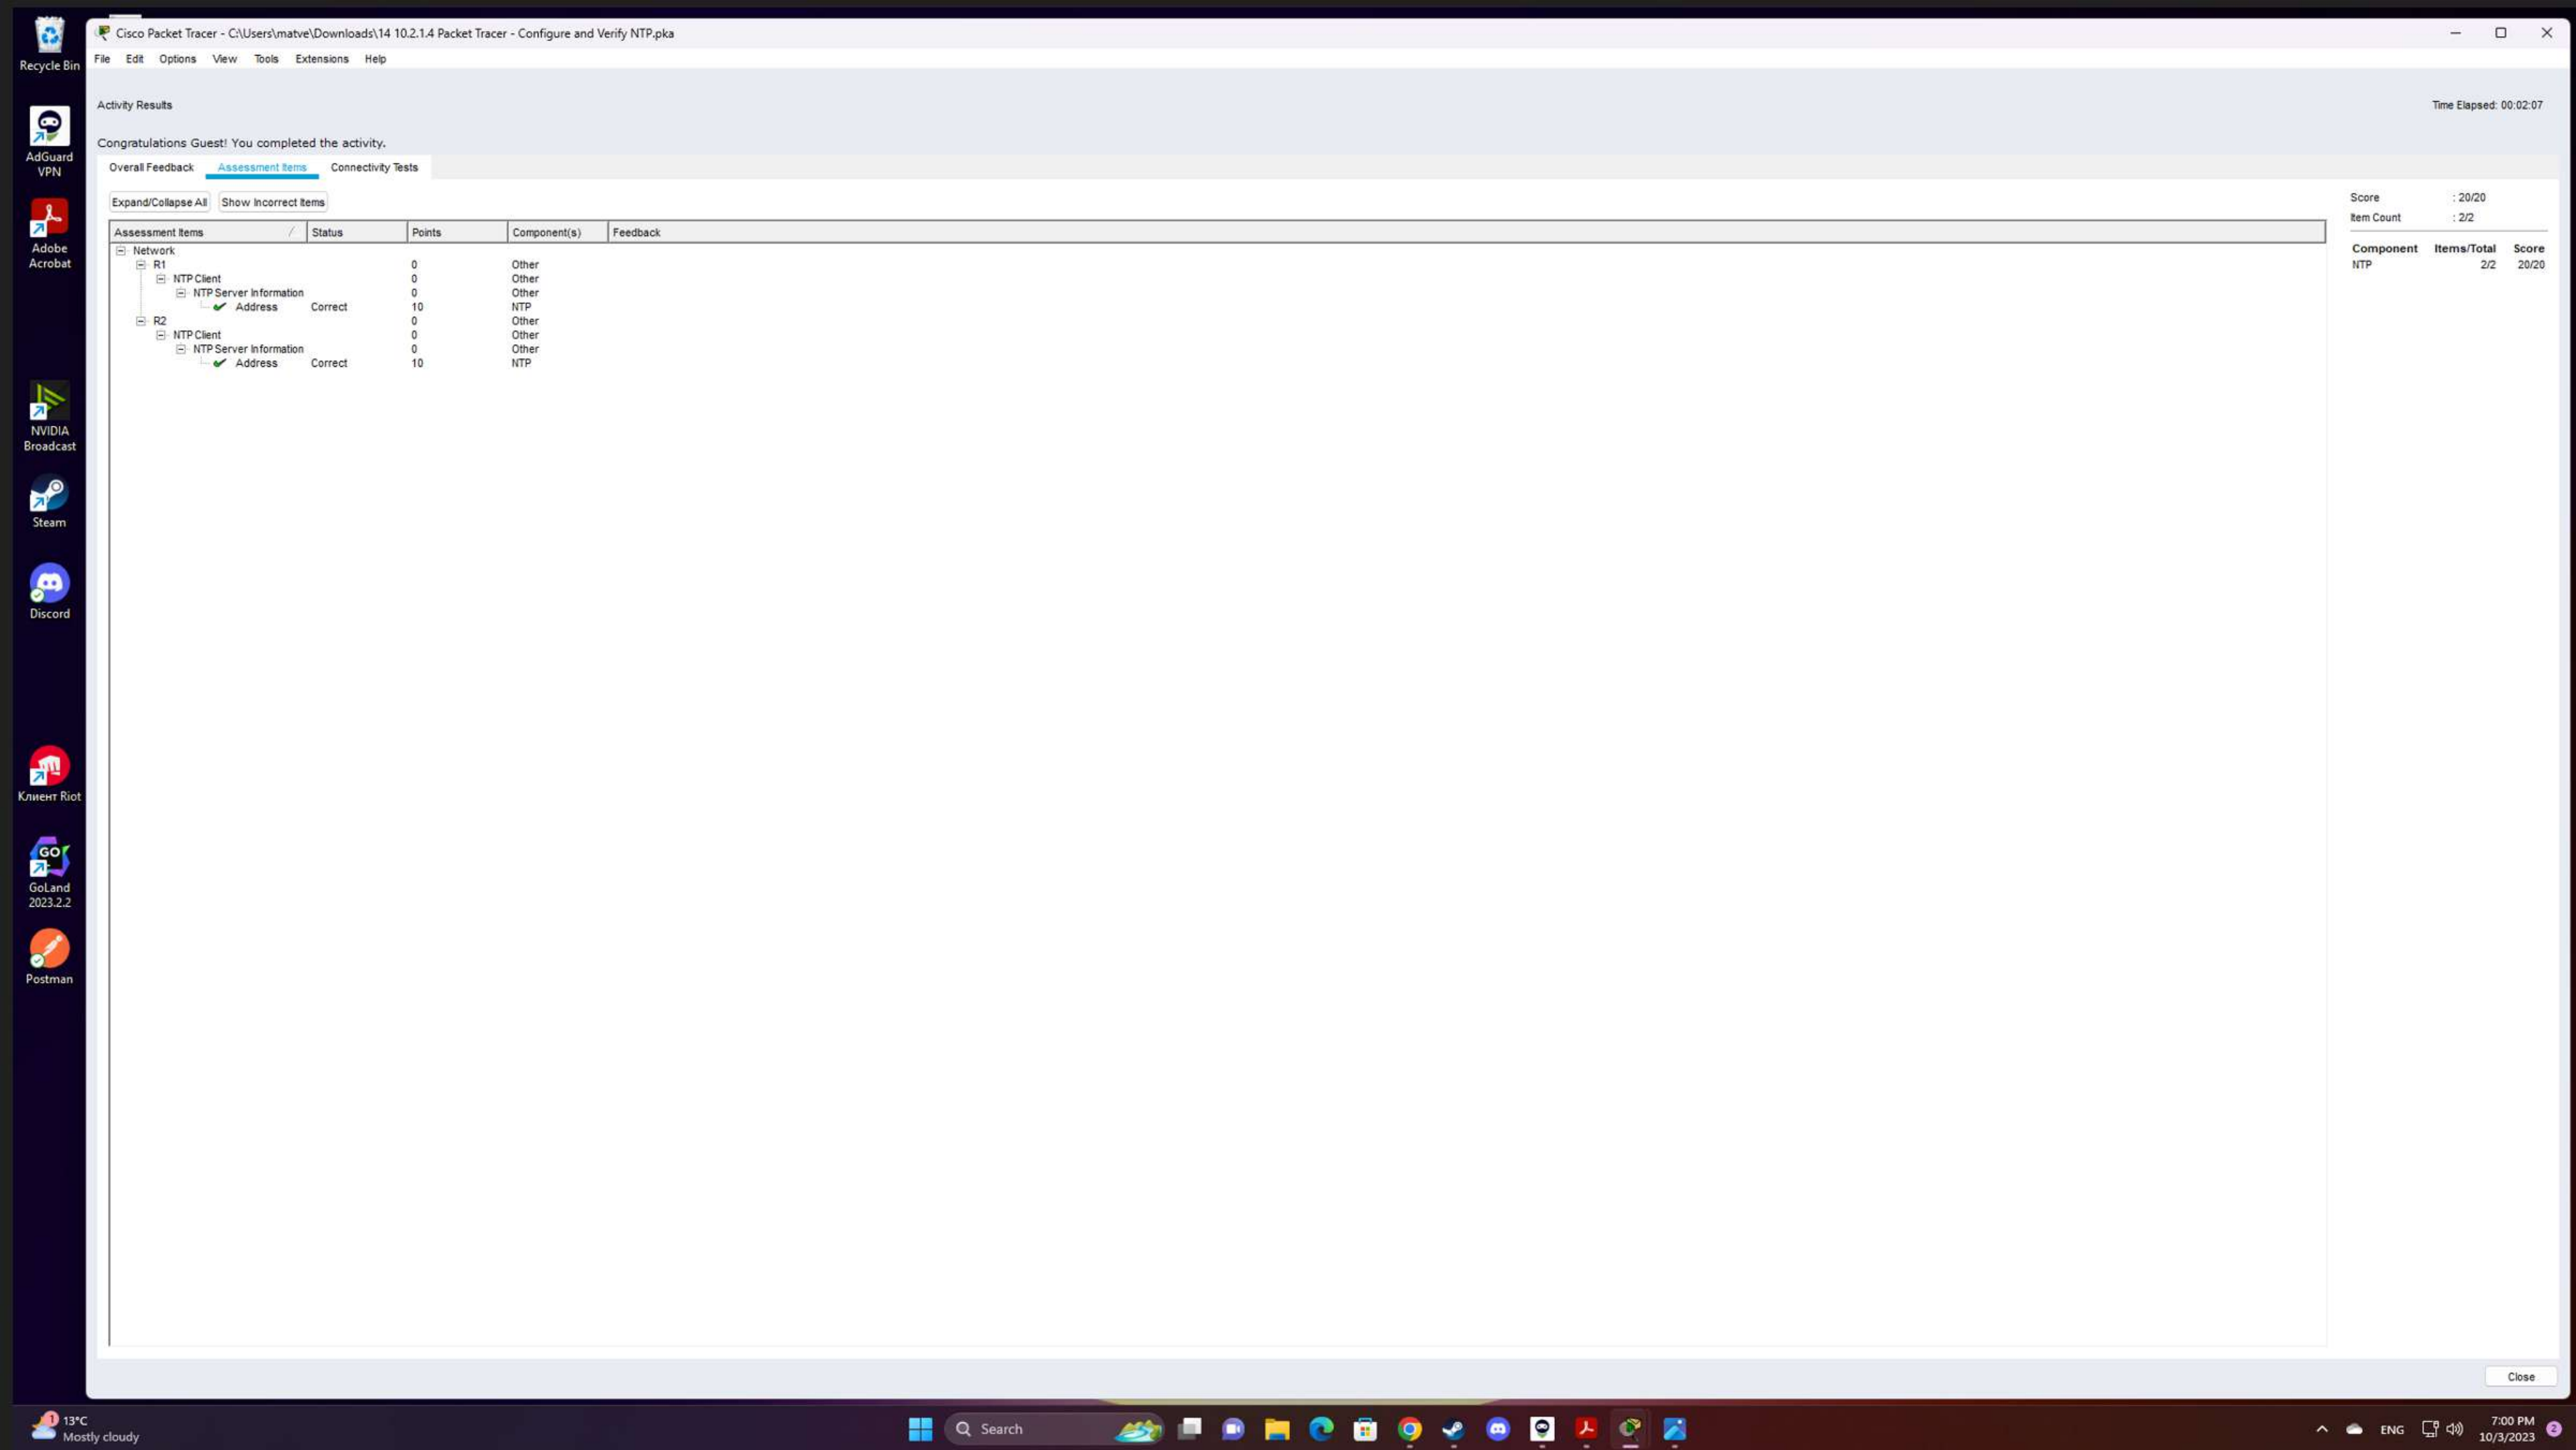 Recycle Bin
AdGuard
VPN
Adobe
Acrobat
NVIDIA
Broadcast
Steam
Discord
Клиент Riot
GO
GoLand
2023.2.2
Postman
Cisco Packet Tracer - C:\Users\matve\Downloads\14 10.2.1.4 Packet Tracer - Configure and Verify NTP.pka
File Edit Options View Tools Extensions Help
Activity Results Time Elapsed: 00:02:07
Congratulations Guest! You completed the activity.
Overall Feedback Assessment Items Connectivity Tests
Expand/Collapse All Show Incorrect Items
Assessment Items Status Points Component(s) Feedback
Network
R1 0 Other
NTP Client 0 Other
NTP Server Information 0 Other
Address Correct 10 NTP
R2 0 Other
NTP Client 0 Other
NTP Server Information 0 Other
Address Correct 10 NTP
Score : 20/20
Item Count : 2/2
Component Items/Total Score
NTP 2/2 20/20
Close
1 13°C
Mostly cloudy
Search
ENG
7:00 PM
10/3/2023
2